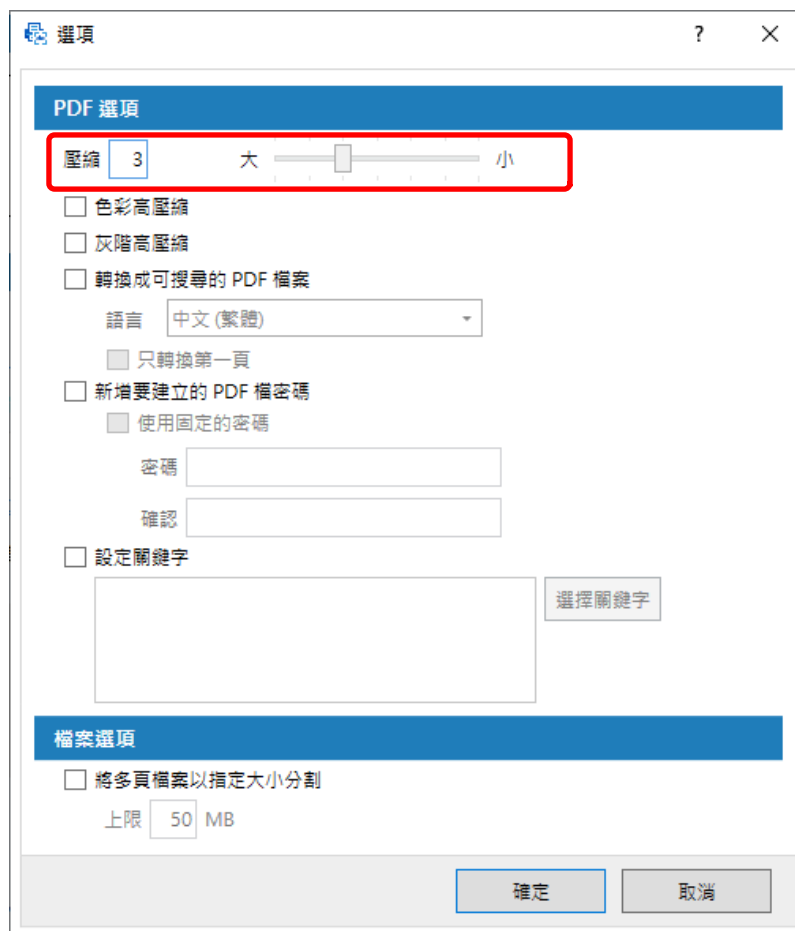 選項
?
PDF 選項
壓縮 3 大 小
色彩高壓縮
灰階高壓縮
轉換成可搜尋的 PDF 檔案
語言 中文 (繁體)
只轉換第一頁
新增要建立的 PDF 檔密碼
使用固定的密碼
密碼
確認
設定關鍵字
選擇關鍵字
檔案選項
將多頁檔案以指定大小分割
上限 50 MB
確定 取消